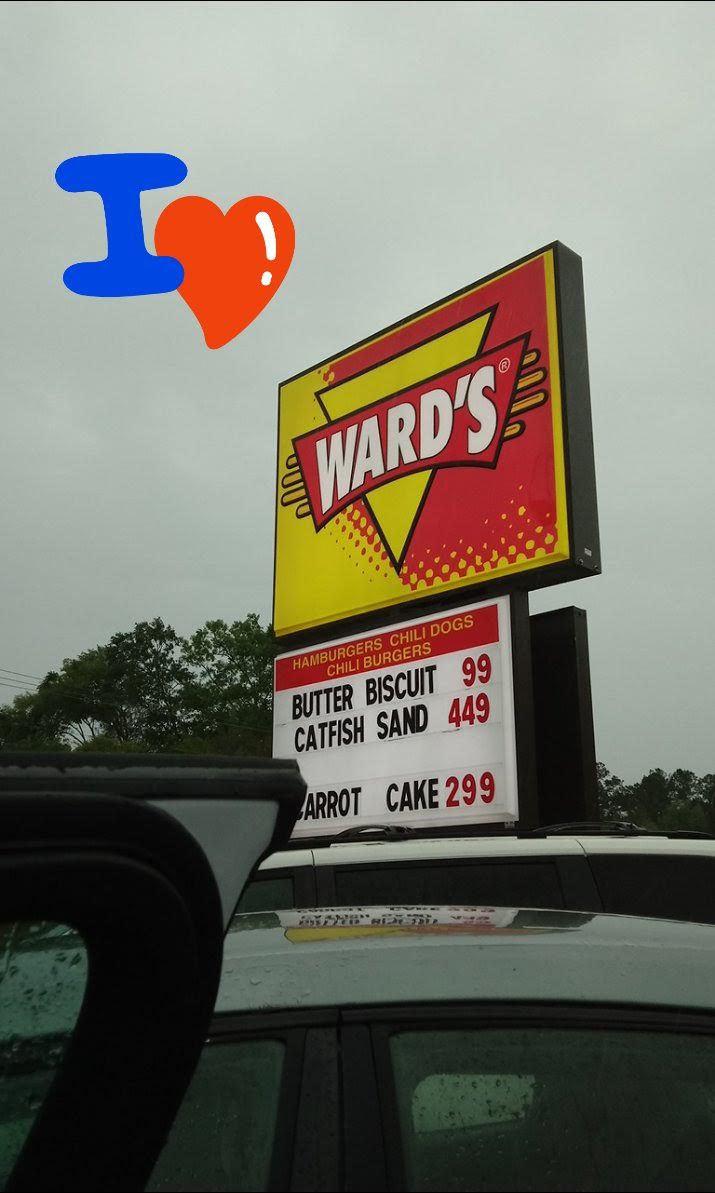 I
WARD'S®
HAMBURGERS CHILI DOGS
CHILI BURGERS
BUTTER BISCUIT 99
CATFISH SAND 449
CARROT CAKE 299